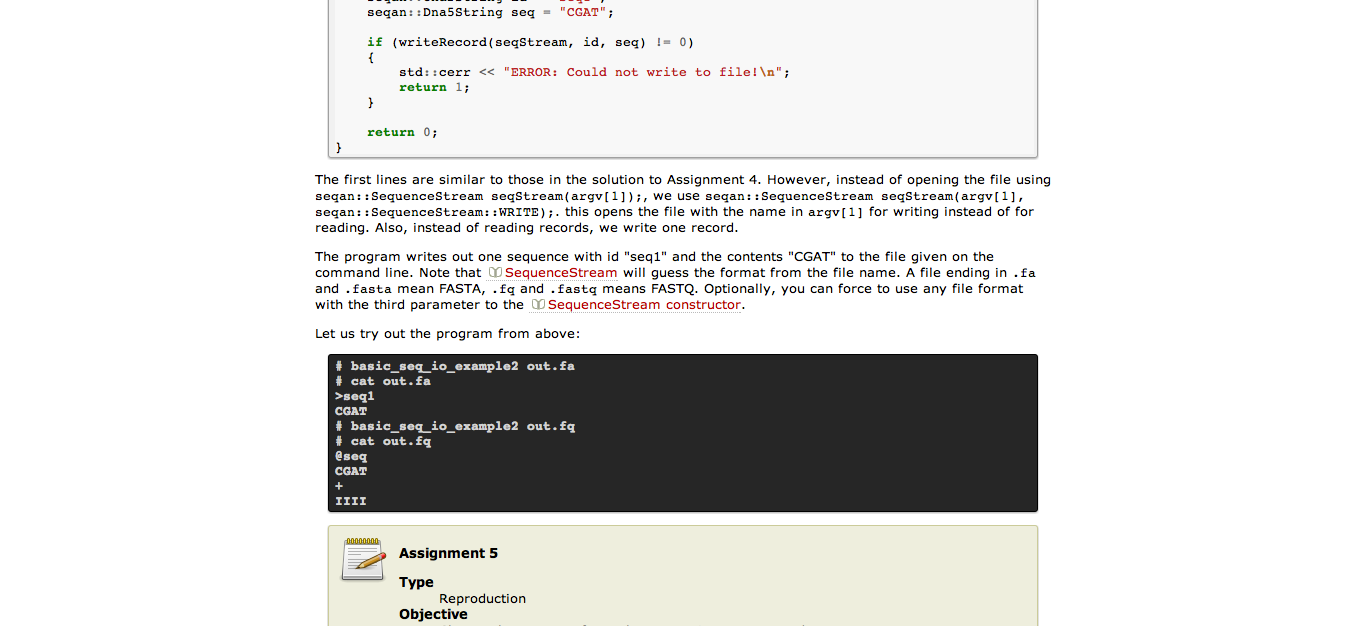 seqan::Dna5String seq = "CGAT";
if (writeRecord(seqStream, id, seq) != 0)
{
std::cerr << "ERROR: Could not write to file!\n";
return 1;
}
return 0;
}
The first lines are similar to those in the solution to Assignment 4. However, instead of opening the file using
seqan::SequenceStream seqStream(argv[1]);, we use seqan::SequenceStream seqStream(argv[1],
seqan::SequenceStream::WRITE);. this opens the file with the name in argv[1] for writing instead of for
reading. Also, instead of reading records, we write one record.
The program writes out one sequence with id "seq1" and the contents "CGAT" to the file given on the
command line. Note that SequenceStream will guess the format from the file name. A file ending in .fa
and .fasta mean FASTA, .fq and .fastq means FASTQ. Optionally, you can force to use any file format
with the third parameter to the SequenceStream constructor.
Let us try out the program from above:
# basic_seq_io_example2 out.fa
# cat out.fa
>seq1
CGAT
# basic_seq_io_example2 out.fq
# cat out.fq
@seq
CGAT
+
IIII
Assignment 5
Type
Reproduction
Objective